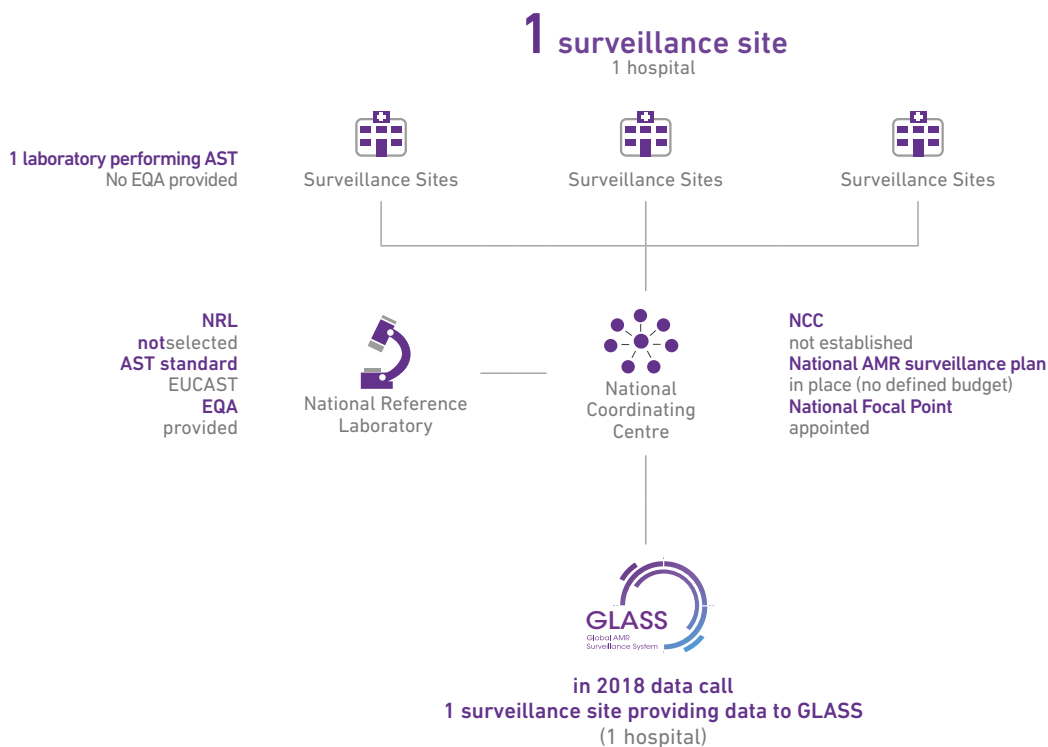 1 surveillance site
1 hospital
1 laboratory performing AST
No EQA provided
Surveillance Sites
Surveillance Sites
Surveillance Sites
NRL
notselected
AST standard
EUCAST
EQA
provided
National Reference
Laboratory
National
Coordinating
Centre
NCC
not established
National AMR surveillance plan
in place (no defined budget)
National Focal Point
appointed
GLASS
Global AMR
Surveillance System
in 2018 data call
1 surveillance site providing data to GLASS
(1 hospital)